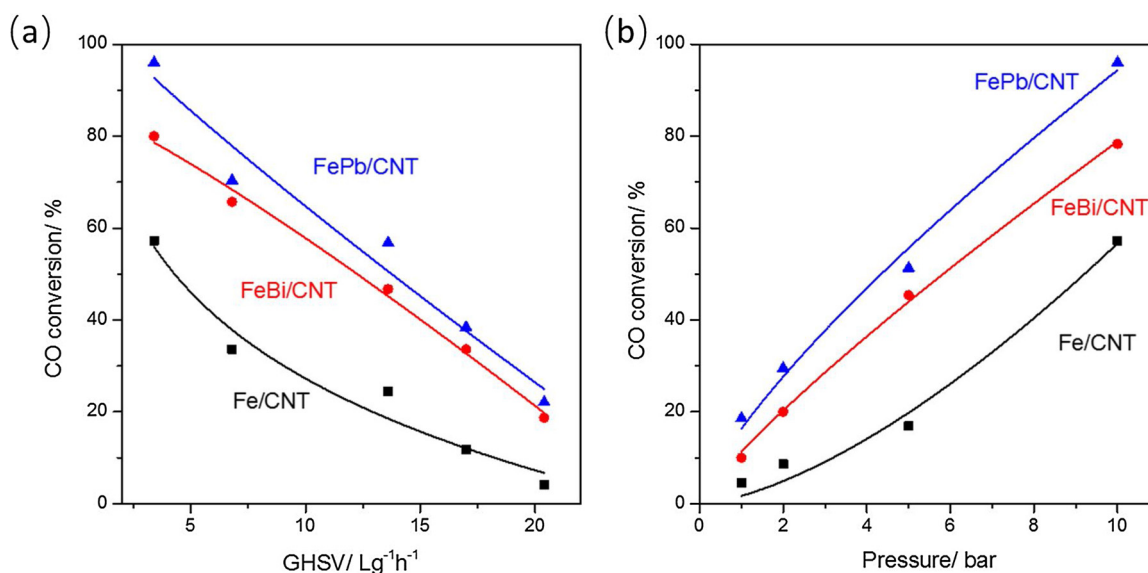 (a)
CO conversion/ %
100
80
60
40
20
0
FePb/CNT
FeBi/CNT
Fe/CNT
5
10
15
20
GHSV/ Lg⁻¹h⁻¹
(b)
CO conversion/ %
100
80
60
40
20
0
FePb/CNT
FeBi/CNT
Fe/CNT
0
2
4
6
8
10
Pressure/ bar